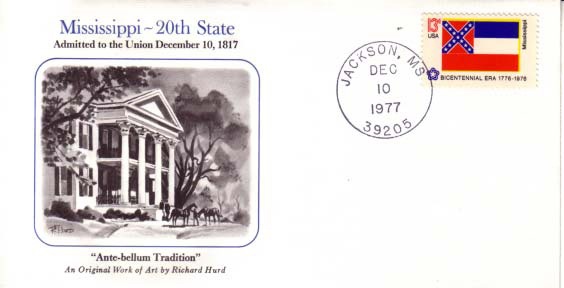 Mississippi ~ 20th State
Admitted to the Union December 10, 1817
R.Hurd
"Ante-bellum Tradition"
An Original Work of Art by Richard Hurd
JACKSON, MS
DEC
10
1977
39205
13c
USA
Mississippi
BICENTENNIAL ERA 1776-1976